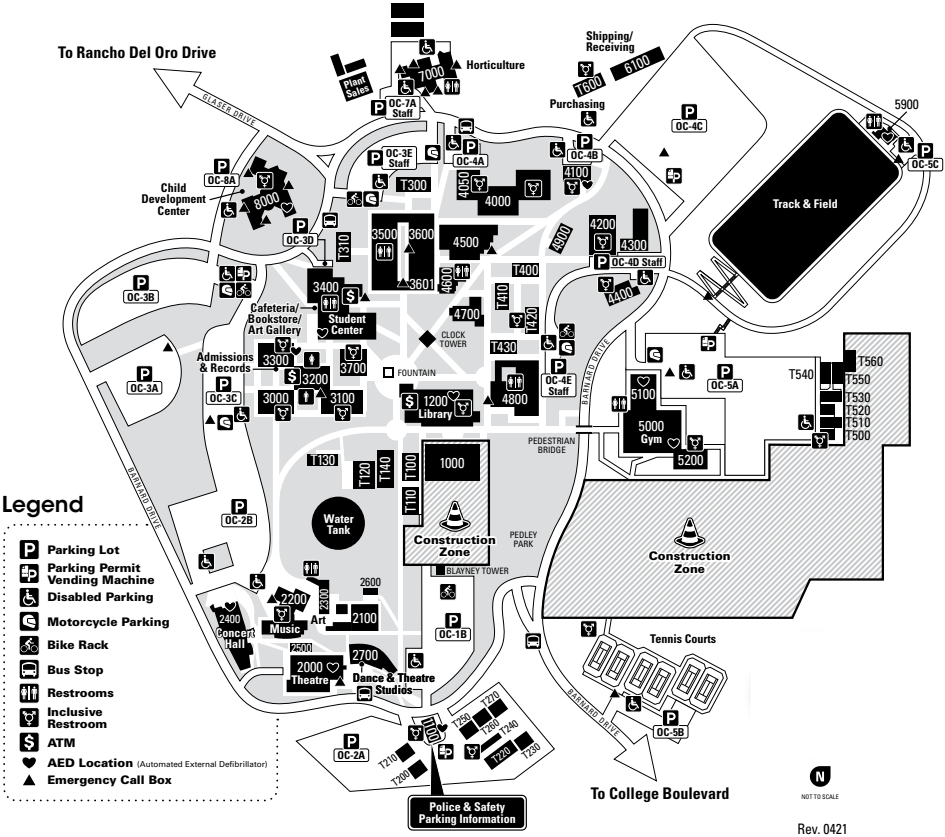 To Rancho Del Oro Drive
GLASER DRIVE
Plant
Sales
7000
Horticulture
OC-7A
Staff
Shipping/
Receiving
6100
T600
Purchasing
OC-4C
5900
OC-5C
Track & Field
OC-8A
8000
Child
Development
Center
OC-3E
Staff
T300
OC-4A
4050
4000
OC-4B
4100
OC-3D
T310
3500
3600
3601
4500
4900
4200
4300
OC-4D Staff
4400
OC-3B
3400
Student
Center
Cafeteria/
Bookstore/
Art Gallery
4600
T400
T410
T420
4700
CLOCK
TOWER
T430
Admissions
& Records
3300
3200
3700
FOUNTAIN
OC-3A
OC-3C
3000
3100
1200
Library
4800
OC-4E
Staff
BARNARD DRIVE
OC-5A
5100
5000
Gym
5200
T540
T560
T550
T530
T520
T510
T500
PEDESTRIAN
BRIDGE
T130
T120
T140
T100
T110
1000
Construction
Zone
Water
Tank
PEDLEY
PARK
BLAYNEY TOWER
Construction
Zone
BARNARD DRIVE
OC-2B
2400
Concert
Hall
2200
Music
2300
Art
2600
2100
OC-1B
2500
2000
Theatre
2700
Dance & Theatre
Studios
Tennis Courts
OC-5B
BARNARD DRIVE
To College Boulevard
OC-2A
T210
T200
1100
T250
T270
T260
T240
T220
T230
Police & Safety
Parking Information
Legend
P Parking Lot
Parking Permit
Vending Machine
Disabled Parking
Motorcycle Parking
Bike Rack
Bus Stop
Restrooms
Inclusive
Restroom
$ ATM
AED Location (Automated External Defibrillator)
Emergency Call Box
N
NOT TO SCALE
Rev. 0421